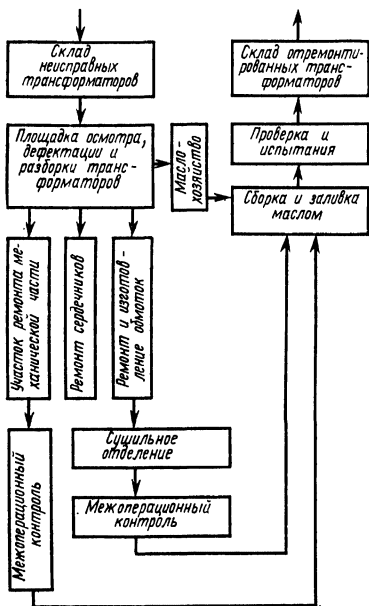 Склад
неисправных
трансформаторов
Площадка осмотра,
дефектации и
разборки транс-
форматоров
Масло-
хозяйство
Склад отремонти-
рованных транс-
форматоров
Проверка и
испытания
Сборка и заливка
маслом
Участок ремонта ме-
ханической части
Ремонт сердечников
Ремонт и изготов-
ление обмоток
Сушильное
отделение
Межоперационный
контроль
Межоперационный
контроль